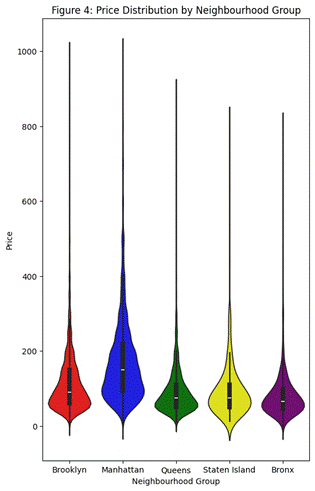 Figure 4: Price Distribution by Neighbourhood Group
1000
800
600
400
200
0
Price
Brooklyn Manhattan Queens Staten Island Bronx
Neighbourhood Group